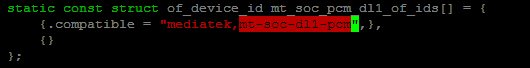 static const struct of_device_id mt_soc_pcm_dl1_of_ids[] = {
    {.compatible = "mediatek,mt-soc-dl1-pcm",},
    {}
};